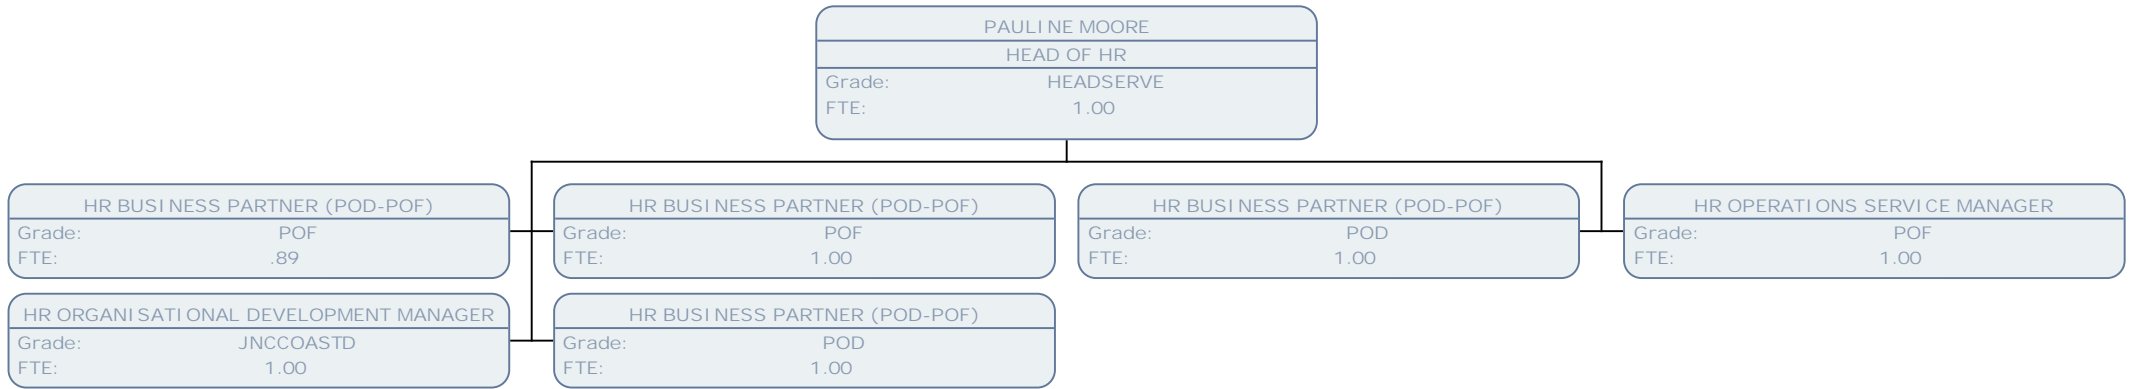 PAULINE MOORE
HEAD OF HR
Grade: HEADSERVE
FTE: 1.00
HR BUSINESS PARTNER (POD-POF)
Grade: POF
FTE: .89
HR BUSINESS PARTNER (POD-POF)
Grade: POF
FTE: 1.00
HR BUSINESS PARTNER (POD-POF)
Grade: POD
FTE: 1.00
HR OPERATIONS SERVICE MANAGER
Grade: POF
FTE: 1.00
HR ORGANISATIONAL DEVELOPMENT MANAGER
Grade: JNCCOASTD
FTE: 1.00
HR BUSINESS PARTNER (POD-POF)
Grade: POD
FTE: 1.00